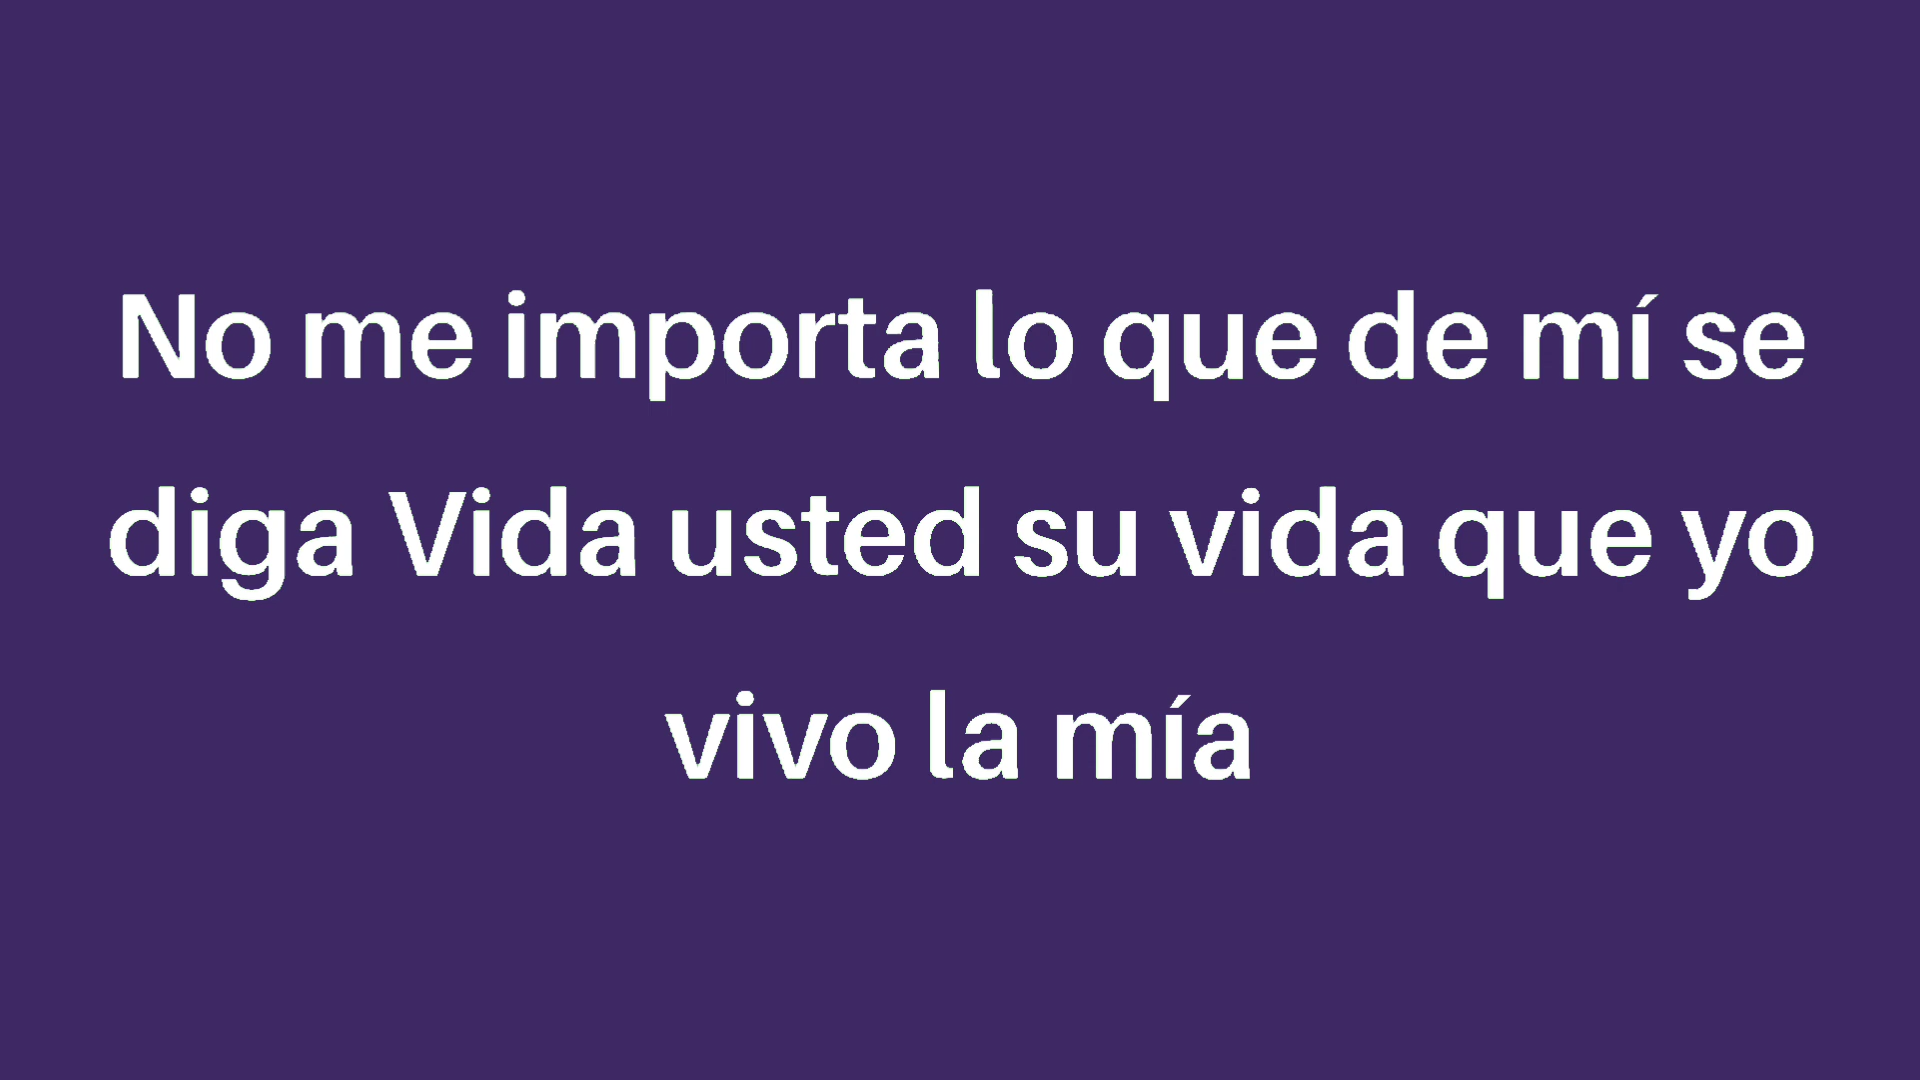 No me importa lo que de mí se
diga Vida usted su vida que yo
vivo la mía